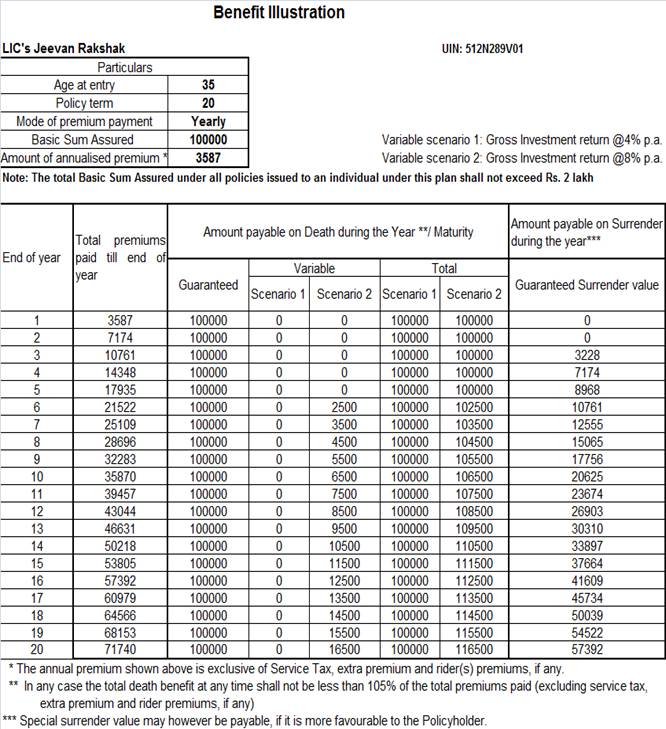 Benefit Illustration
LIC's Jeevan Rakshak UIN: 512N289V01
Particulars
Age at entry 35
Policy term 20
Mode of premium payment Yearly
Basic Sum Assured 100000 Variable scenario 1: Gross Investment return @4% p.a.
Amount of annualised premium * 3587 Variable scenario 2: Gross Investment return @8% p.a.
Note: The total Basic Sum Assured under all policies issued to an individual under this plan shall not exceed Rs. 2 lakh
End of year
Total premiums
paid till end of
year
Amount payable on Death during the Year **/ Maturity
Amount payable on Surrender
during the year***
Guaranteed
Variable Total
Scenario 1 Scenario 2 Scenario 1 Scenario 2
Guaranteed Surrender value
1 3587 100000 0 0 100000 100000 0
2 7174 100000 0 0 100000 100000 0
3 10761 100000 0 0 100000 100000 3228
4 14348 100000 0 0 100000 100000 7174
5 17935 100000 0 0 100000 100000 8968
6 21522 100000 0 2500 100000 102500 10761
7 25109 100000 0 3500 100000 103500 12555
8 28696 100000 0 4500 100000 104500 15065
9 32283 100000 0 5500 100000 105500 17756
10 35870 100000 0 6500 100000 106500 20625
11 39457 100000 0 7500 100000 107500 23674
12 43044 100000 0 8500 100000 108500 26903
13 46631 100000 0 9500 100000 109500 30310
14 50218 100000 0 10500 100000 110500 33897
15 53805 100000 0 11500 100000 111500 37664
16 57392 100000 0 12500 100000 112500 41609
17 60979 100000 0 13500 100000 113500 45734
18 64566 100000 0 14500 100000 114500 50039
19 68153 100000 0 15500 100000 115500 54522
20 71740 100000 0 16500 100000 116500 57392
* The annual premium shown above is exclusive of Service Tax, extra premium and rider(s) premiums, if any.
** In any case the total death benefit at any time shall not be less than 105% of the total premiums paid (excluding service tax,
extra premium and rider premiums, if any)
*** Special surrender value may however be payable, if it is more favourable to the Policyholder.